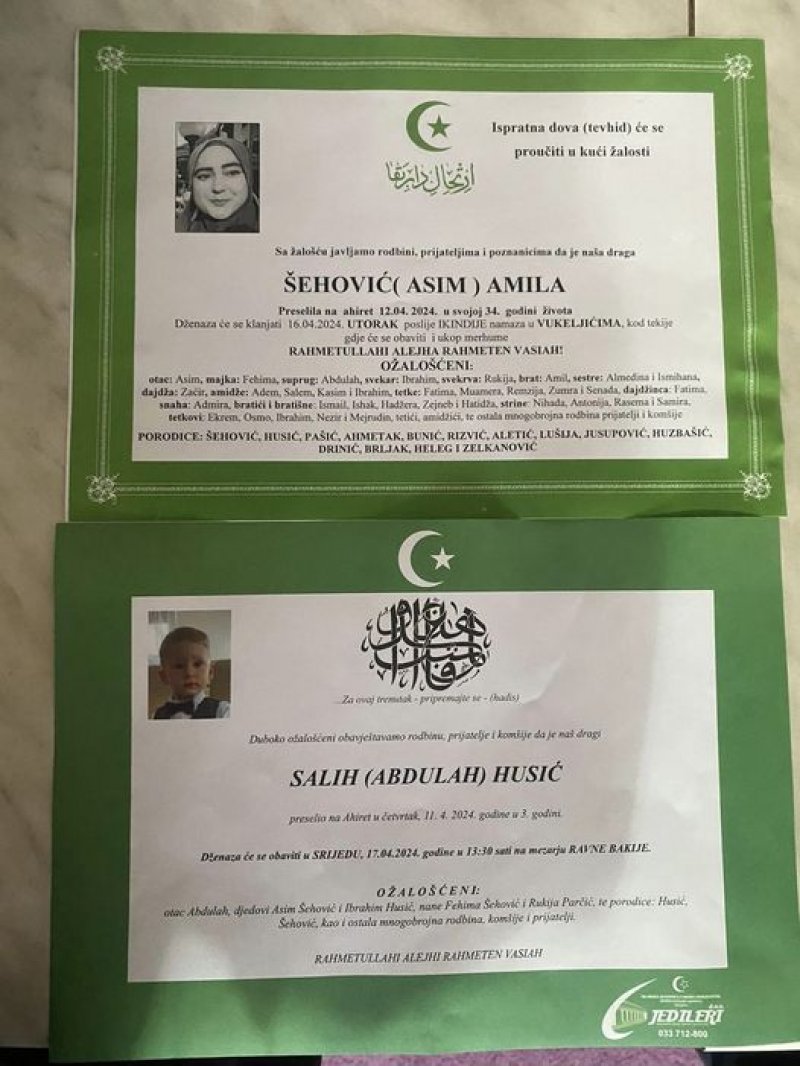 Ispratna dova (tevhid) će se
proučiti u kući žalosti
Sa žalošću javljamo rodbini, prijateljima i poznanicima da je naša draga
ŠEHOVIĆ( ASIM ) AMILA
Preselila na ahiret 12.04. 2024. u svojoj 34. godini života
Dženaza će se klanjati 16.04.2024. UTORAK poslije IKINDIJE namaza u VUKELJIĆIMA, kod tekije
gdje će se obaviti i ukop merhume
RAHMETULLAHI ALEJHA RAHMETEN VASIAH!
OŽALOŠĆENI:
otac: Asim, majka: Fehima, suprug: Abdulah, svekar: Ibrahim, svekrva: Rukija, brat: Amil, sestre: Almedina i Ismihana,
dajdža: Začir, amidže: Adem, Salem, Kasim i Ibrahim, tetke: Fatima, Muamera, Remzija, Zumra i Senada, dajdžinca: Fatima,
snaha: Admira, bratići i bratišne: Ismail, Ishak, Hadžera, Zejneb i Hatidža, strine: Nihada, Antonija, Rasema i Samira,
tetkovi: Ekrem, Osmo, Ibrahim, Nezir i Mejrudin, tetići, amidžići, te ostala mnogobrojna rodbina prijatelji i komšije
PORODICE: ŠEHOVIĆ, HUSIĆ, PAŠIĆ, AHMETAK, BUNIĆ, RIZVIĆ, ALETIĆ, LUŠIJA, JUSUPOVIĆ, HUZBAŠIĆ,
DRINIĆ, BRLJAK, HELEG I ZELKANOVIĆ
...Za ovaj trenutak - pripremajte se - (hadis)
Duboko ožalošćeni obavještavamo rodbinu, prijatelje i komšije da je naš dragi
SALIH (ABDULAH) HUSIĆ
preselio na Ahiret u četvrtak, 11. 4. 2024. godine u 3. godini.
Dženaza će se obaviti u SRIJEDU, 17.04.2024. godine u 13:30 sati na mezarju RAVNE BAKIJE.
OŽALOŠĆENI:
otac Abdulah, djedovi Asim Šehović i Ibrahim Husić, nane Fehima Šehović i Rukija Parčić, te porodice: Husić,
Šehović, kao i ostala mnogobrojna rodbina, komšije i prijatelji.
RAHMETULLAHI ALEJHI RAHMETEN VASIAH
d.o.o.
JEDILERI
033 712-800